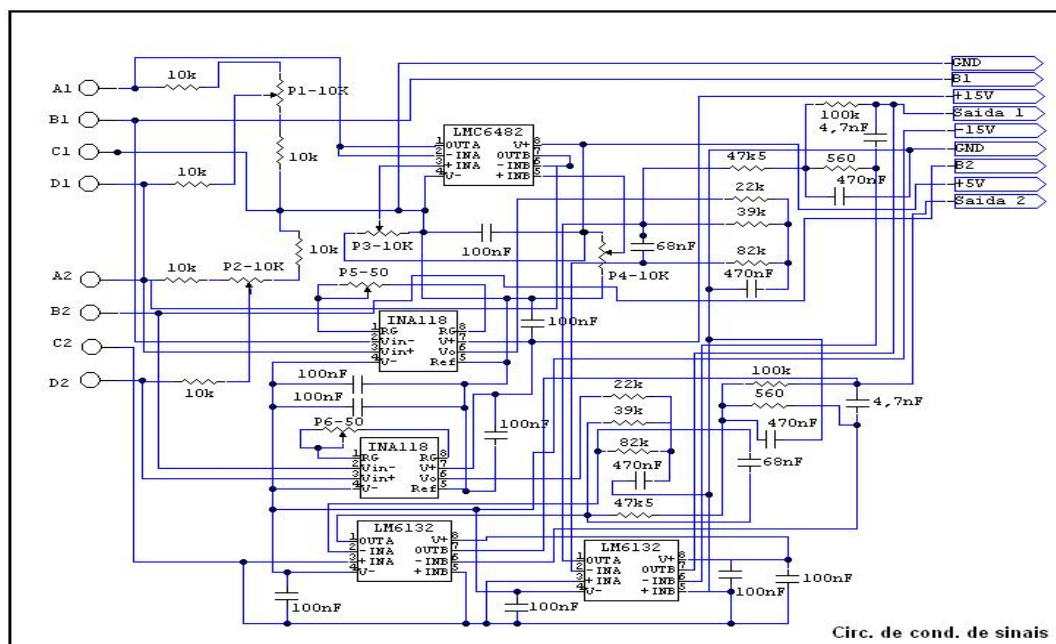 A1
B1
C1
D1
A2
B2
C2
D2
10k
P1-10K
10k
10k
10k
10k
P2-10K
10k
LMC6482
1 OUTA V+ 8
2 -INA OUTB 7
3 +INA -INB 6
4 V- +INB 5
P3-10K
100nF
P4-10K
P5-50
INA118
1 RG RG 8
2 Vin- V+ 7
3 Vin+ Vo 6
4 V- Ref 5
100nF
100nF
100nF
P6-50
INA118
1 RG RG 8
2 Vin- V+ 7
3 Vin+ Vo 6
4 V- Ref 5
100nF
LM6132
1 OUTA V+ 8
2 -INA OUTB 7
3 +INA -INB 6
4 V- +INB 5
100nF
LM6132
1 OUTA V+ 8
2 -INA OUTB 7
3 +INA -INB 6
4 V- +INB 5
100nF
100nF
100nF
100k
4,7nF
47k5
560
470nF
22k
39k
68nF
82k
470nF
22k
39k
82k
470nF
47k5
100k
560
4,7nF
470nF
68nF
GND
B1
+15V
Saida 1
-15V
GND
B2
+5V
Saida 2
Circ. de cond. de sinais